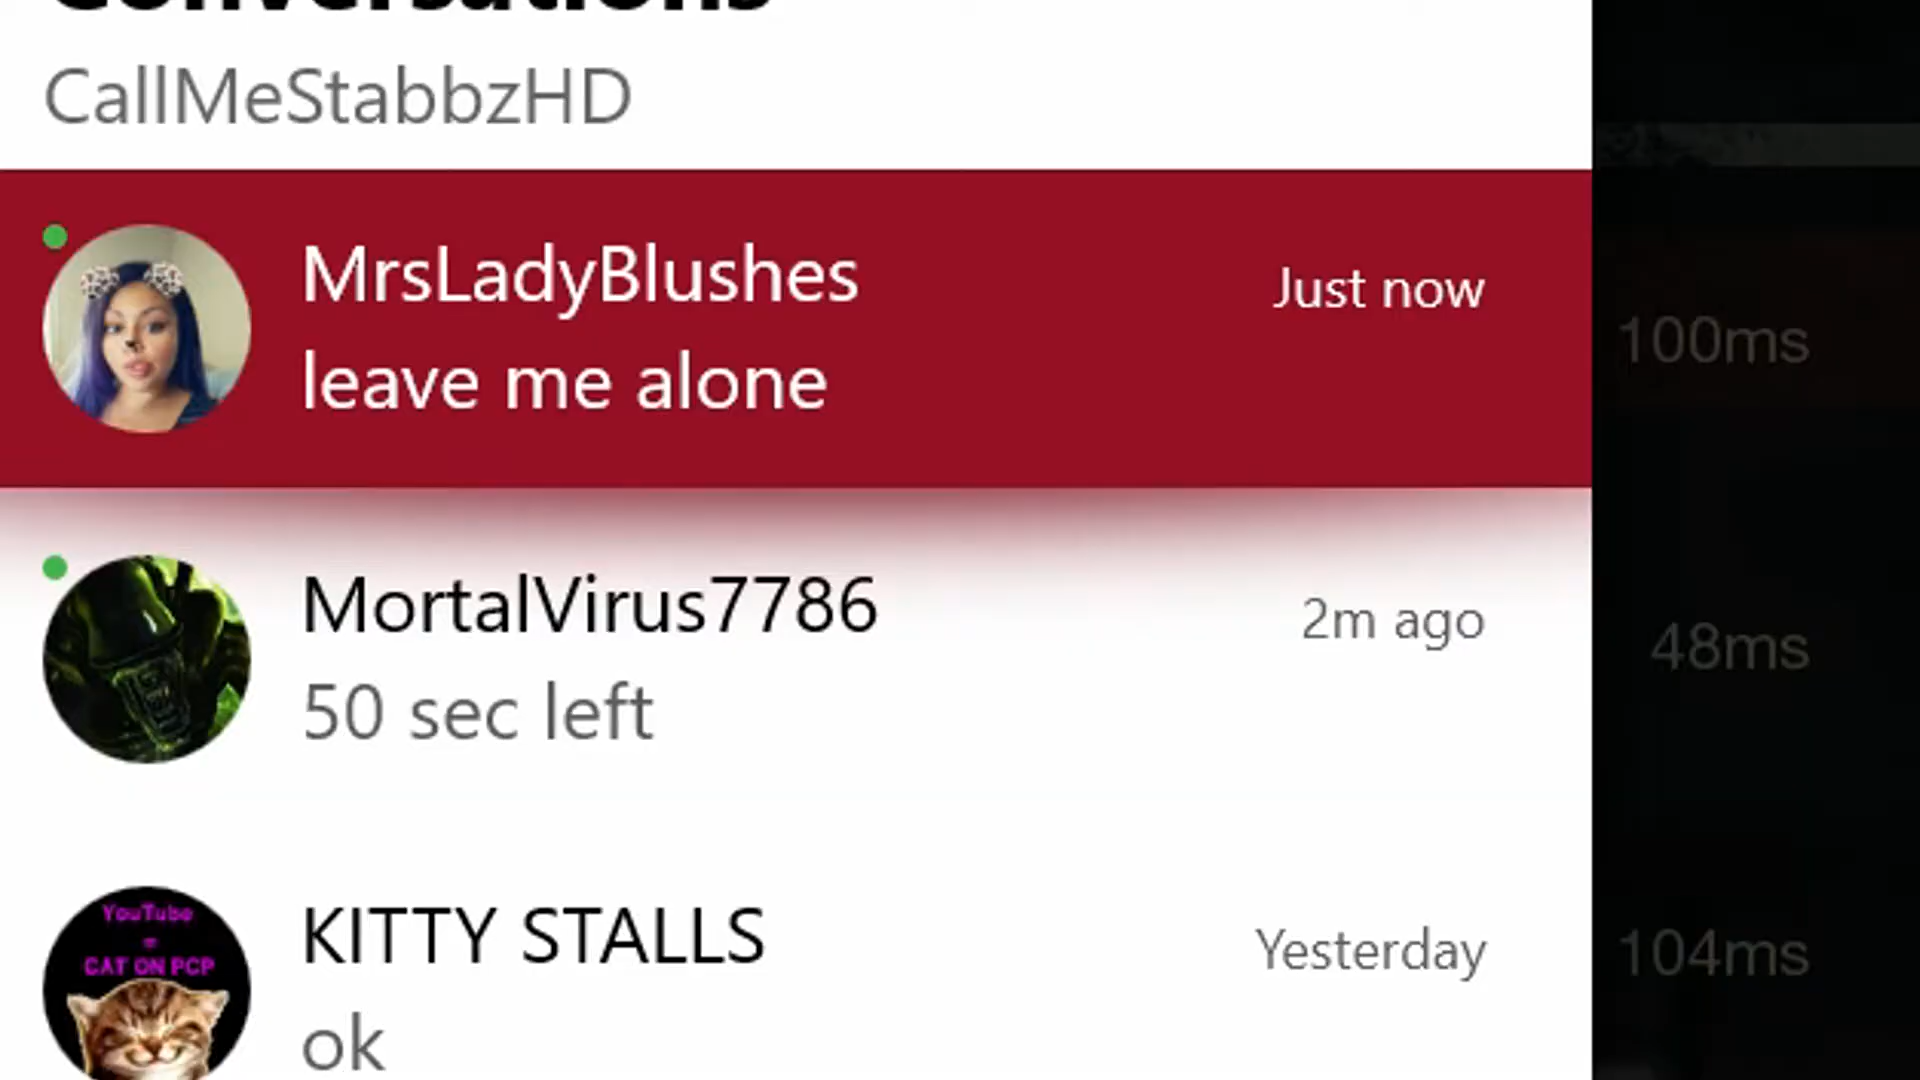 Conversations
CallMeStabbzHD
MrsLadyBlushes
Just now
leave me alone
100ms
MortalVirus7786
2m ago
50 sec left
48ms
YouTube
CAT ON PCP
KITTY STALLS
Yesterday
104ms
ok